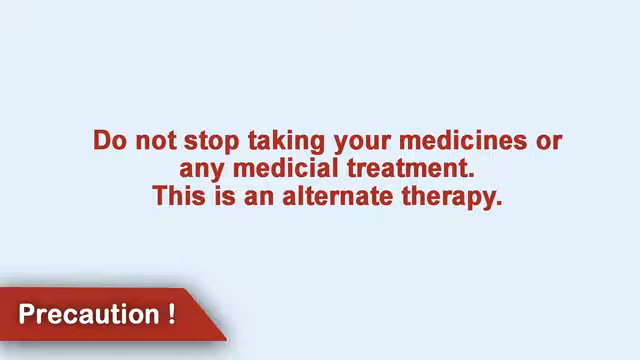 Do not stop taking your medicines or
any medicial treatment.
This is an alternate therapy.
Precaution !